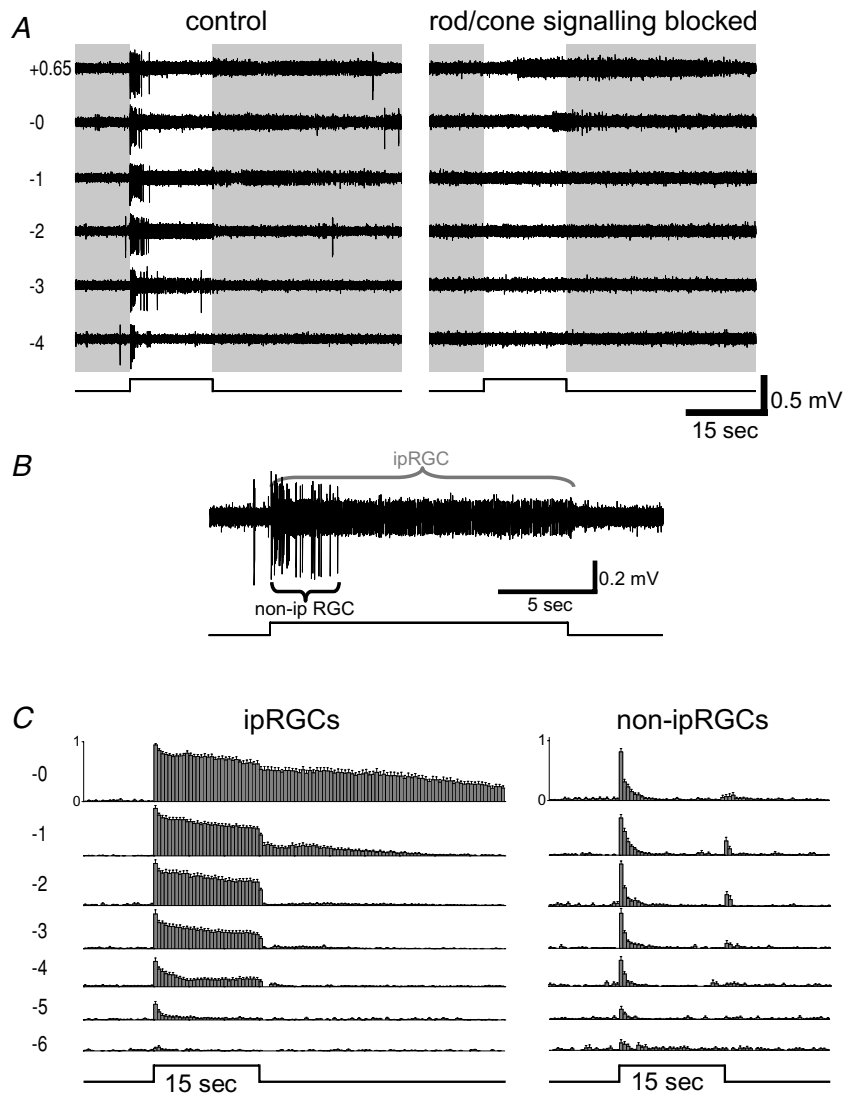 A
control
rod/cone signalling blocked
+0.65
-0
-1
-2
-3
-4
0.5 mV
15 sec
B
ipRGC
non-ip RGC
0.2 mV
5 sec
C
ipRGCs
non-ipRGCs
1
0
1
0
-0
-1
-2
-3
-4
-5
-6
15 sec
15 sec